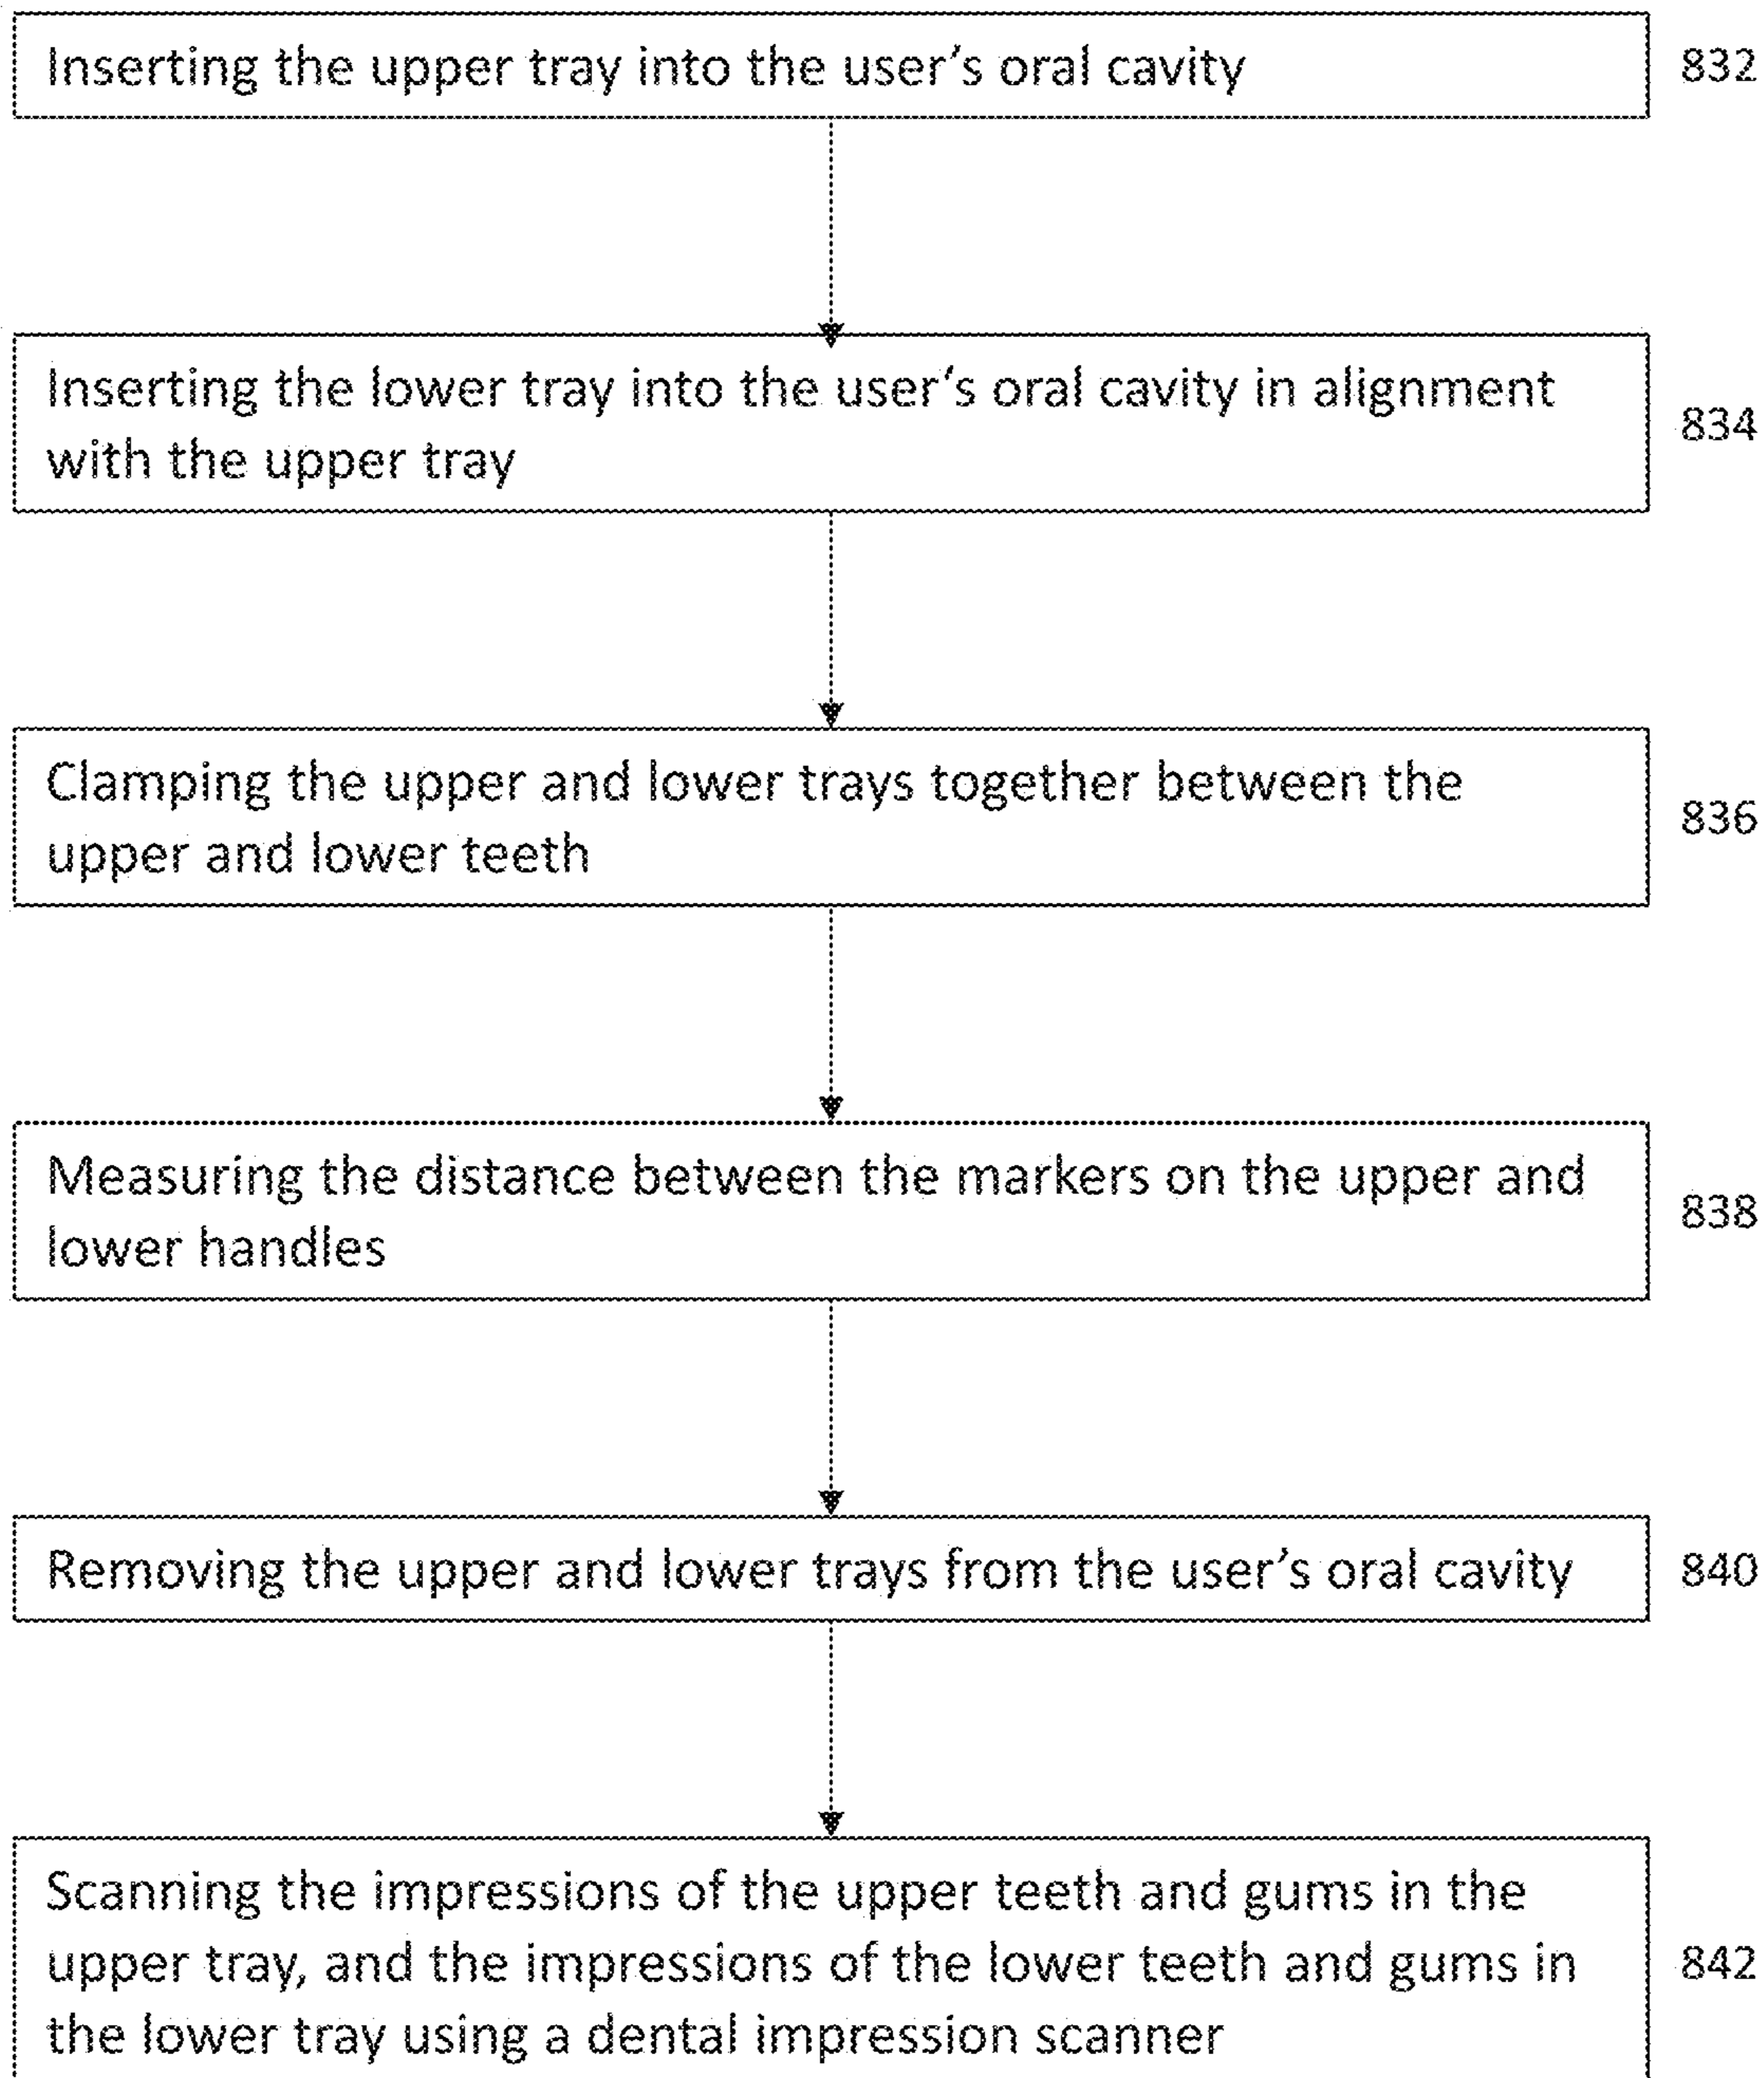 Inserting the upper tray into the user's oral cavity
832
Inserting the lower tray into the user's oral cavity in alignment
with the upper tray
834
Clamping the upper and lower trays together between the
upper and lower teeth
836
Measuring the distance between the markers on the upper and
lower handles
838
Removing the upper and lower trays from the user's oral cavity
840
Scanning the impressions of the upper teeth and gums in the
upper tray, and the impressions of the lower teeth and gums in
the lower tray using a dental impression scanner
842